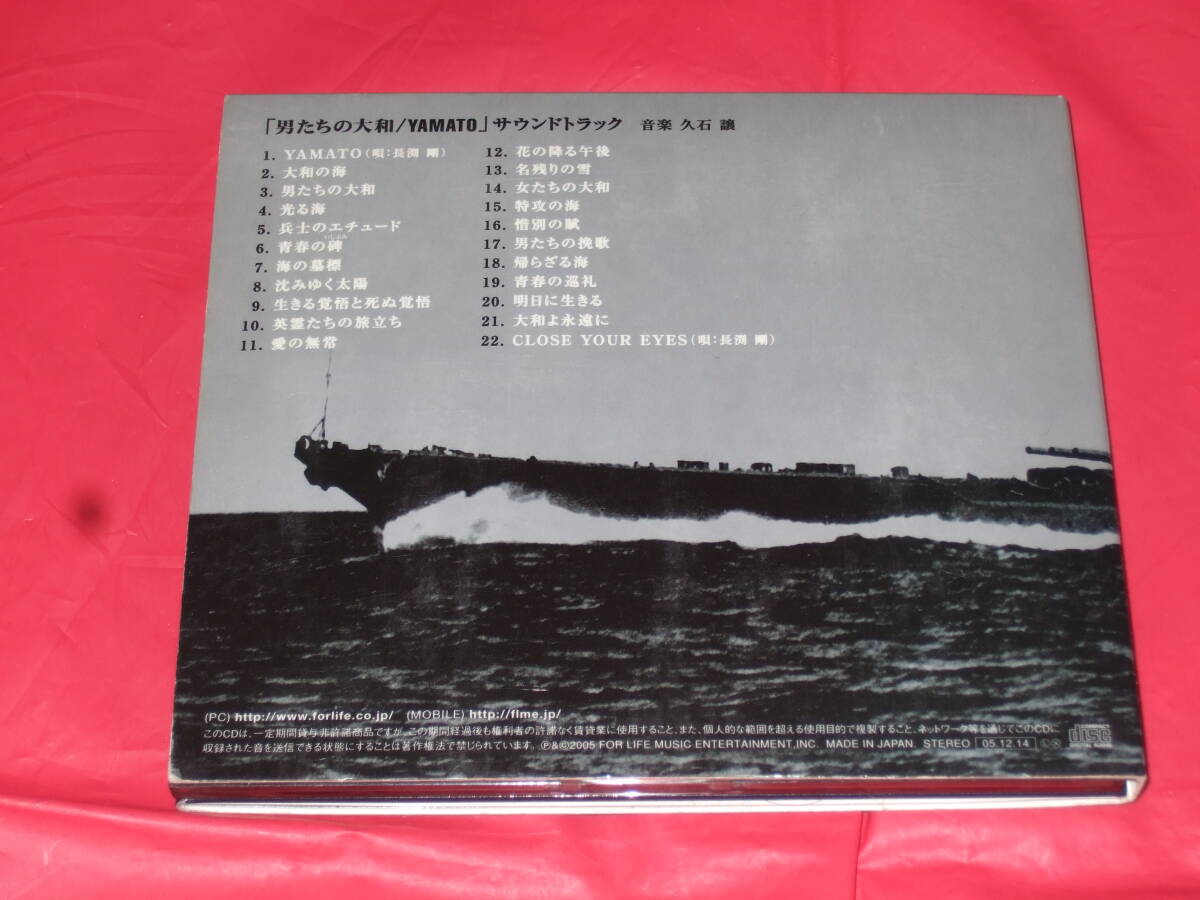 「男たちの大和/YAMATO」サウンドトラック 音楽 久石 譲
1. YAMATO(唄:長渕 剛)
2. 大和の海
3. 男たちの大和
4. 光る海
5. 兵士のエチュード
6. 青春の碑
いしぶみ
7. 海の墓標
8. 沈みゆく太陽
9. 生きる覚悟と死ぬ覚悟
10. 英霊たちの旅立ち
11. 愛の無常
12. 花の降る午後
13. 名残りの雪
14. 女たちの大和
15. 特攻の海
16. 惜別の賦
17. 男たちの挽歌
18. 帰らざる海
19. 青春の巡礼
20. 明日に生きる
21. 大和よ永遠に
22. CLOSE YOUR EYES(唄:長渕 剛)
(PC) http://www.forlife.co.jp/ (MOBILE) http://flme.jp/
このCDは、一定期間貸与非許諾商品ですが、この期間経過後も権利者の許諾なく賃貸業に使用すること、また、個人的な範囲を超える使用目的で複製すること、ネットワーク等を通じてこのCDに
収録された音を送信できる状態にすることは著作権法で禁じられています。 ℗&©2005 FOR LIFE MUSIC ENTERTAINMENT,INC. MADE IN JAPAN. STEREO 05.12.14
disc